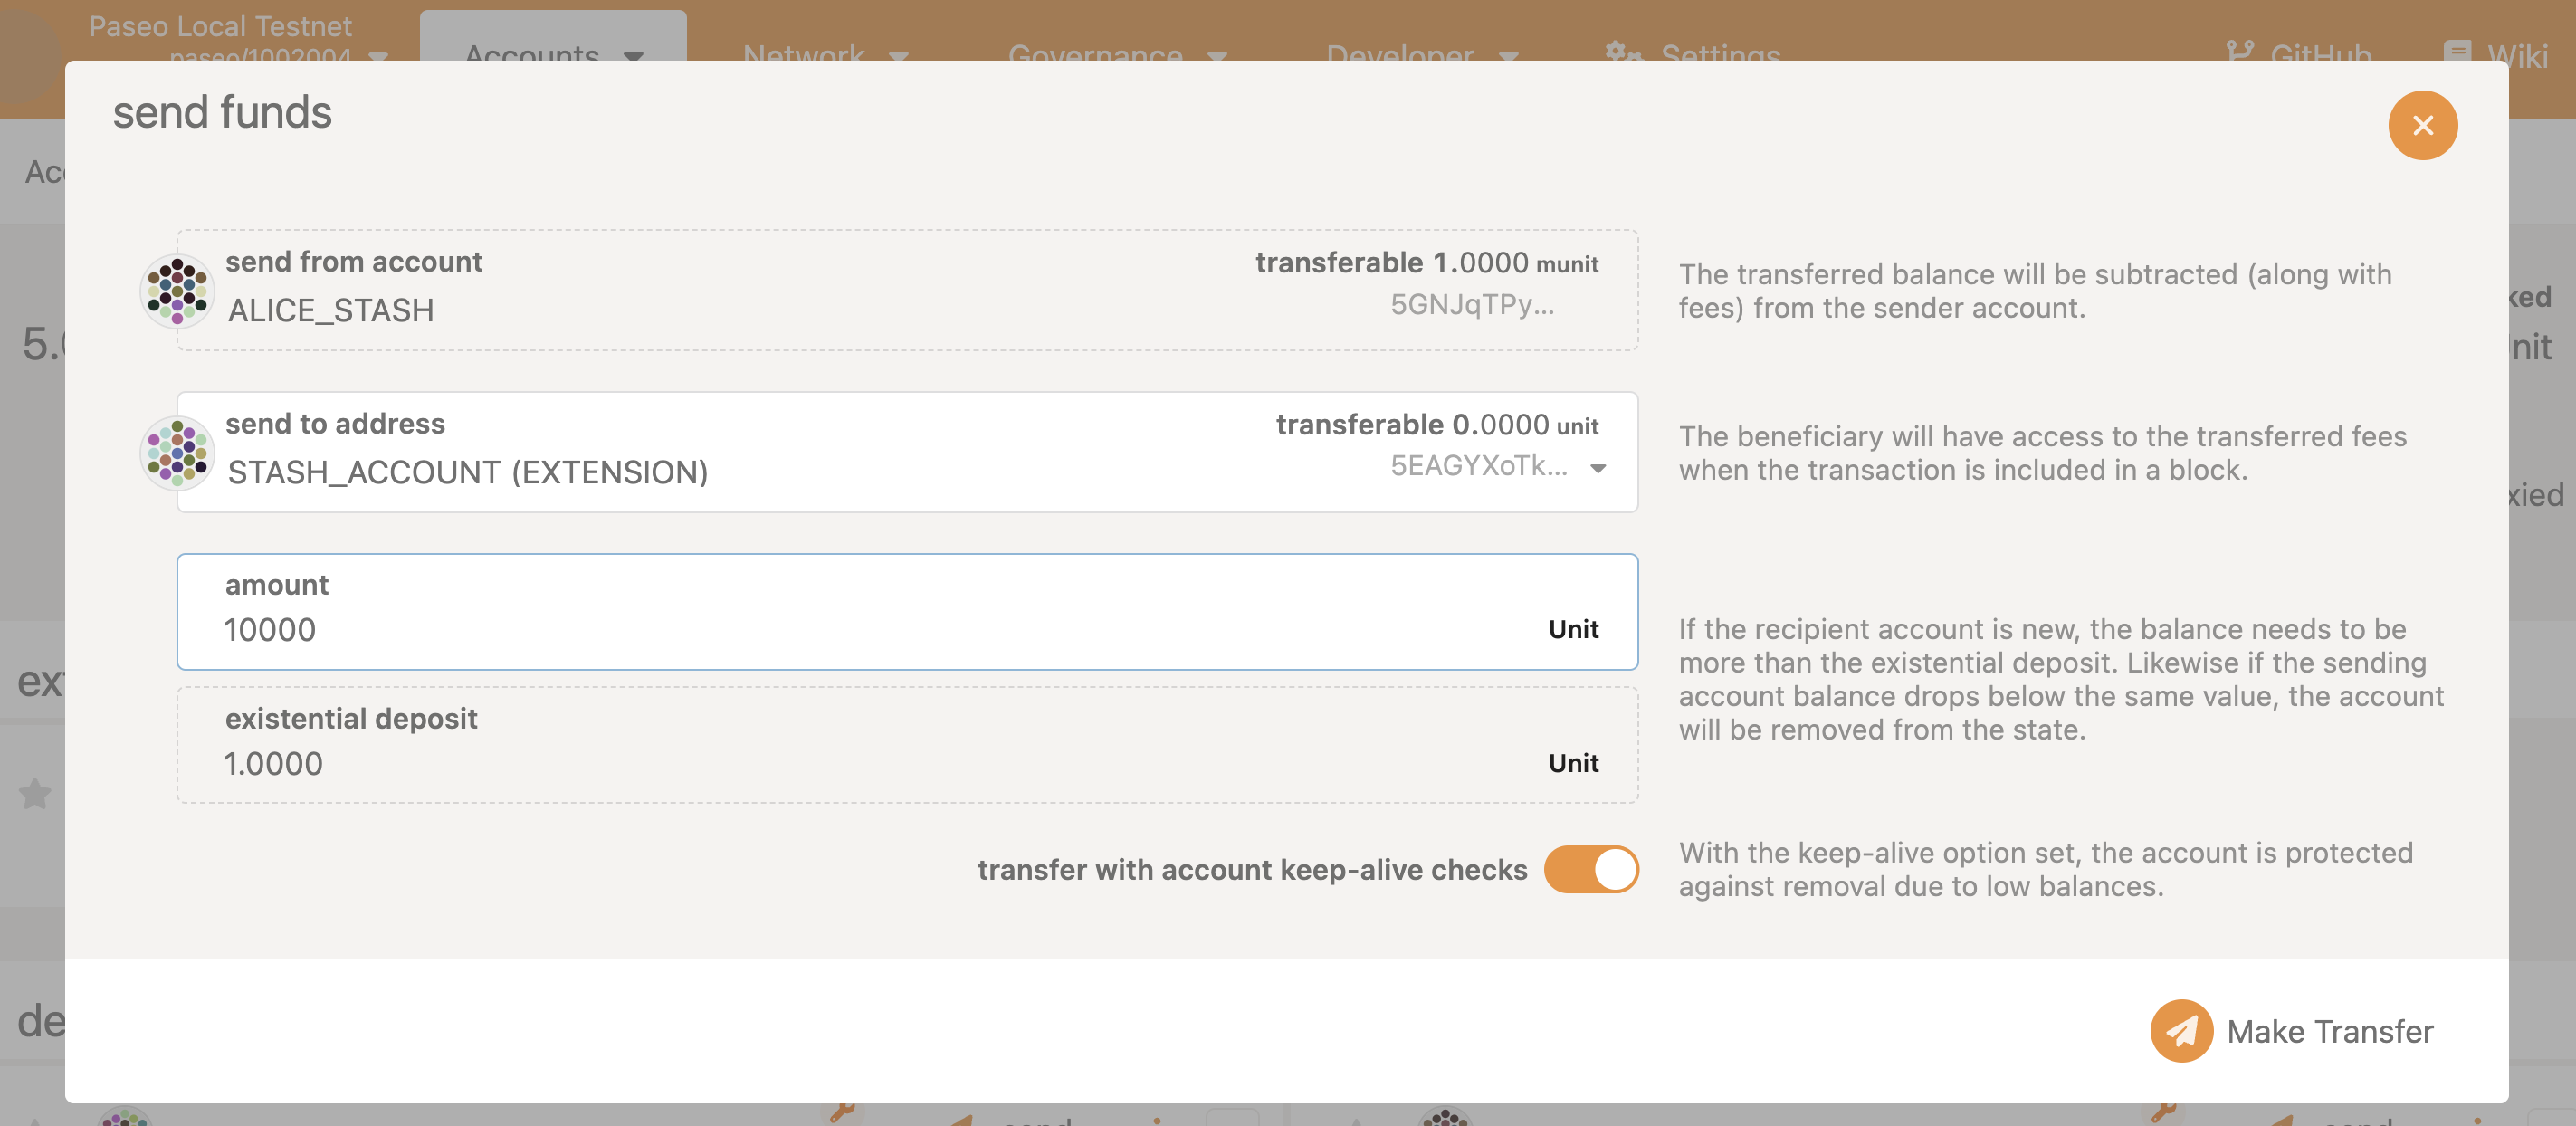 Paseo Local Testnet
paseo/1002004
Accounts
Network
Governance
Developer
Settings
GitHub
Wiki
send funds
send from account
transferable 1.0000 munit
ALICE_STASH
5GNJqTPy...
The transferred balance will be subtracted (along with
fees) from the sender account.
send to address
transferable 0.0000 unit
STASH_ACCOUNT (EXTENSION)
5EAGYXoTk...
The beneficiary will have access to the transferred fees
when the transaction is included in a block.
amount
10000
Unit
If the recipient account is new, the balance needs to be
more than the existential deposit. Likewise if the sending
account balance drops below the same value, the account
will be removed from the state.
existential deposit
1.0000
Unit
transfer with account keep-alive checks
With the keep-alive option set, the account is protected
against removal due to low balances.
Make Transfer
send
send